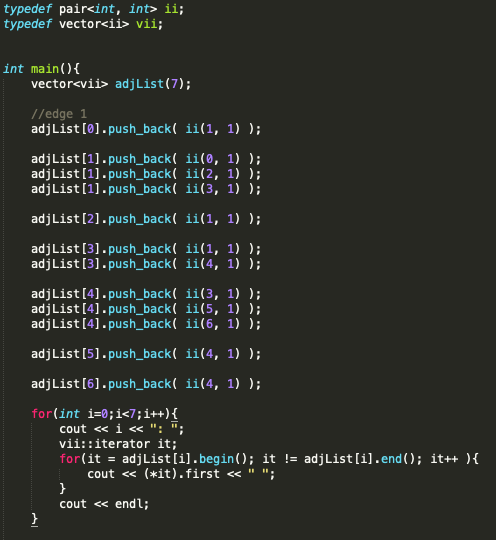 typedef pair<int, int> ii;
typedef vector<ii> vii;
int main(){
vector<vii> adjList(7);
//edge 1
adjList[0].push_back( ii(1, 1) );
adjList[1].push_back( ii(0, 1) );
adjList[1].push_back( ii(2, 1) );
adjList[1].push_back( ii(3, 1) );
adjList[2].push_back( ii(1, 1) );
adjList[3].push_back( ii(1, 1) );
adjList[3].push_back( ii(4, 1) );
adjList[4].push_back( ii(3, 1) );
adjList[4].push_back( ii(5, 1) );
adjList[4].push_back( ii(6, 1) );
adjList[5].push_back( ii(4, 1) );
adjList[6].push_back( ii(4, 1) );
for(int i=0;i<7;i++){
cout << i << ": ";
vii::iterator it;
for(it = adjList[i].begin(); it != adjList[i].end(); it++ ){
cout << (*it).first << " ";
}
cout << endl;
}